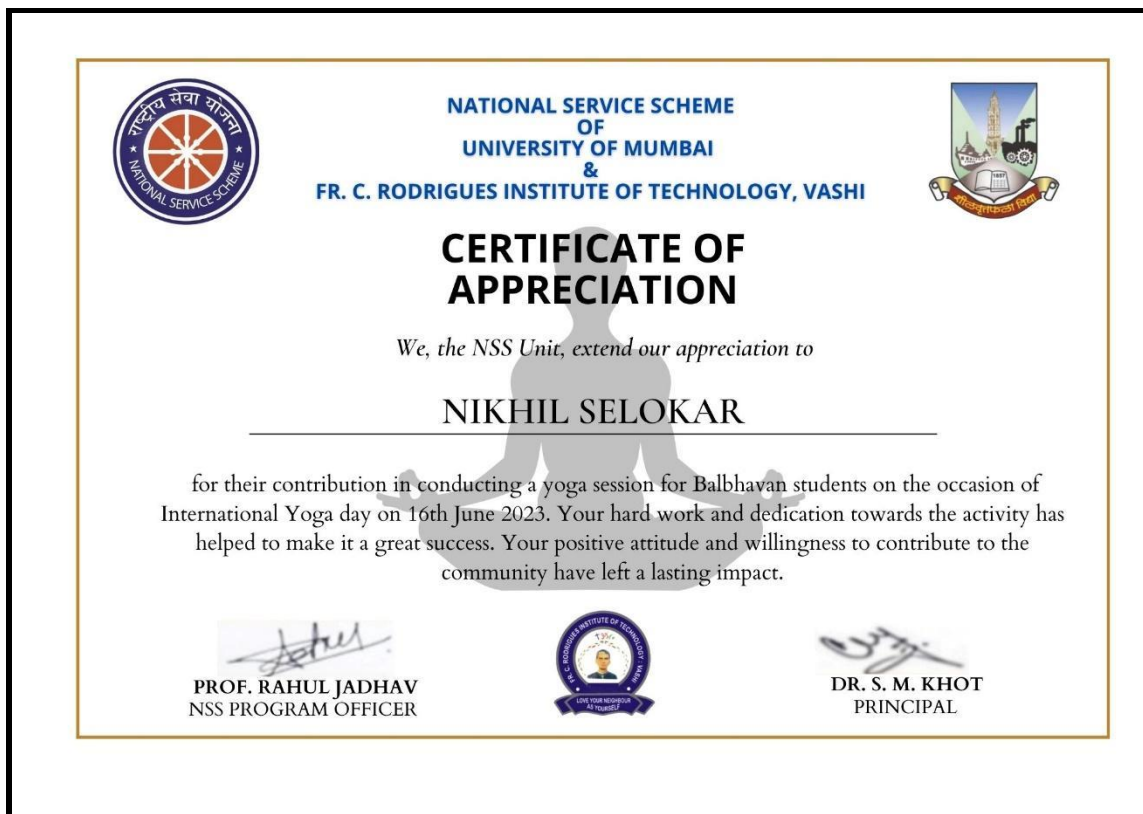 राष्ट्रीय सेवा योजना
NATIONAL SERVICE SCHEME
NATIONAL SERVICE SCHEME
OF
UNIVERSITY OF MUMBAI
&
FR. C. RODRIGUES INSTITUTE OF TECHNOLOGY, VASHI
1857
शीलवृतफला विद्या
CERTIFICATE OF
APPRECIATION
We, the NSS Unit, extend our appreciation to
NIKHIL SELOKAR
for their contribution in conducting a yoga session for Balbhavan students on the occasion of
International Yoga day on 16th June 2023. Your hard work and dedication towards the activity has
helped to make it a great success. Your positive attitude and willingness to contribute to the
community have left a lasting impact.
PROF. RAHUL JADHAV
NSS PROGRAM OFFICER
FR. C. RODRIGUES INSTITUTE OF TECHNOLOGY - VASHI
LOVE YOUR NEIGHBOUR
AS YOURSELF
DR. S. M. KHOT
PRINCIPAL